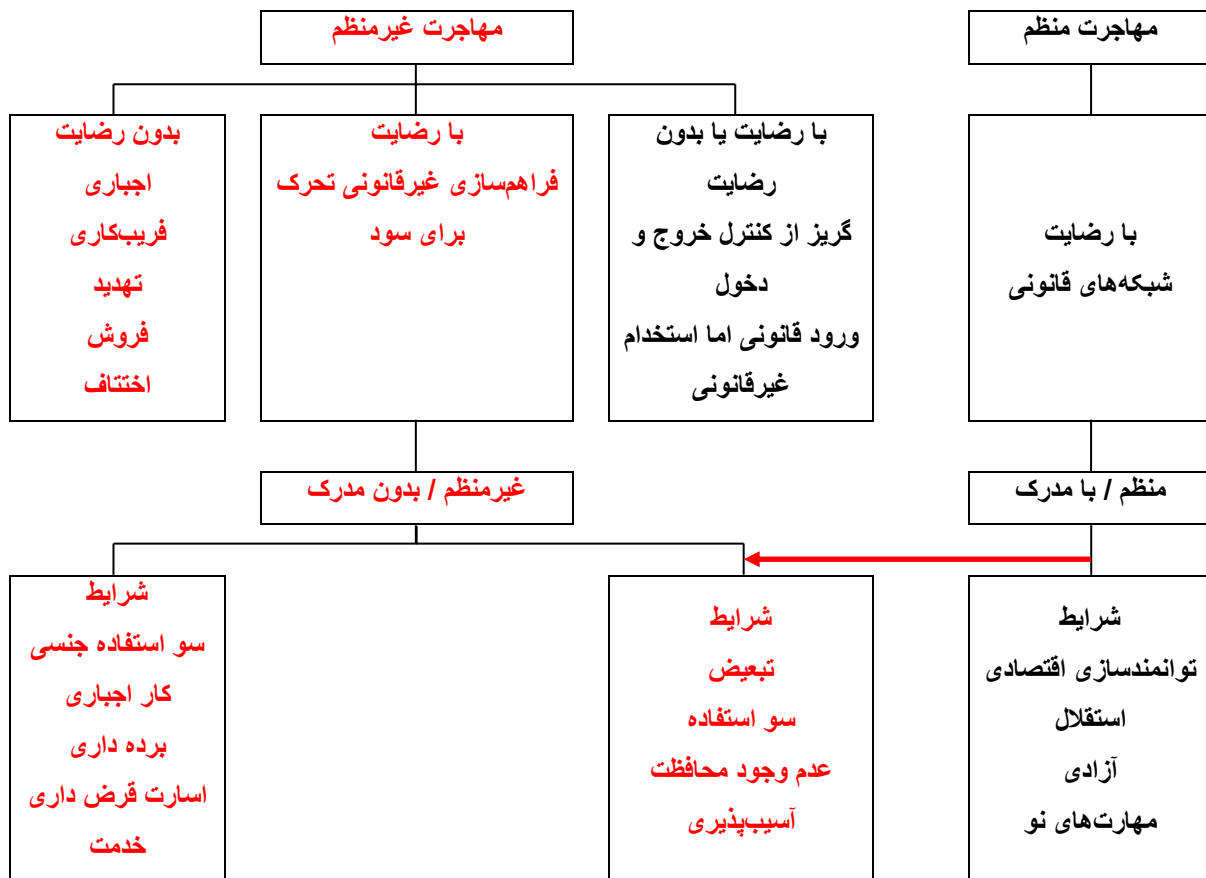 مهاجرت منظم
مهاجرت غیرمنظم
با رضایت
شبکه‌های قانونی
با رضایت یا بدون
رضایت
گریز از کنترل خروج و
دخول
ورود قانونی اما استخدام
غیرقانونی
با رضایت
فراهم‌سازی غیرقانونی تحرک
برای سود
بدون رضایت
اجباری
فریب‌کاری
تهدید
فروش
اختتاف
منظم / با مدرک
غیرمنظم / بدون مدرک
شرایط
توانمندسازی اقتصادی
استقلال
آزادی
مهارت‌های نو
شرایط
تبعیض
سو استفاده
عدم وجود محافظت
آسیب‌پذیری
شرایط
سو استفاده جنسی
کار اجباری
برده داری
اسارت قرض داری
خدمت